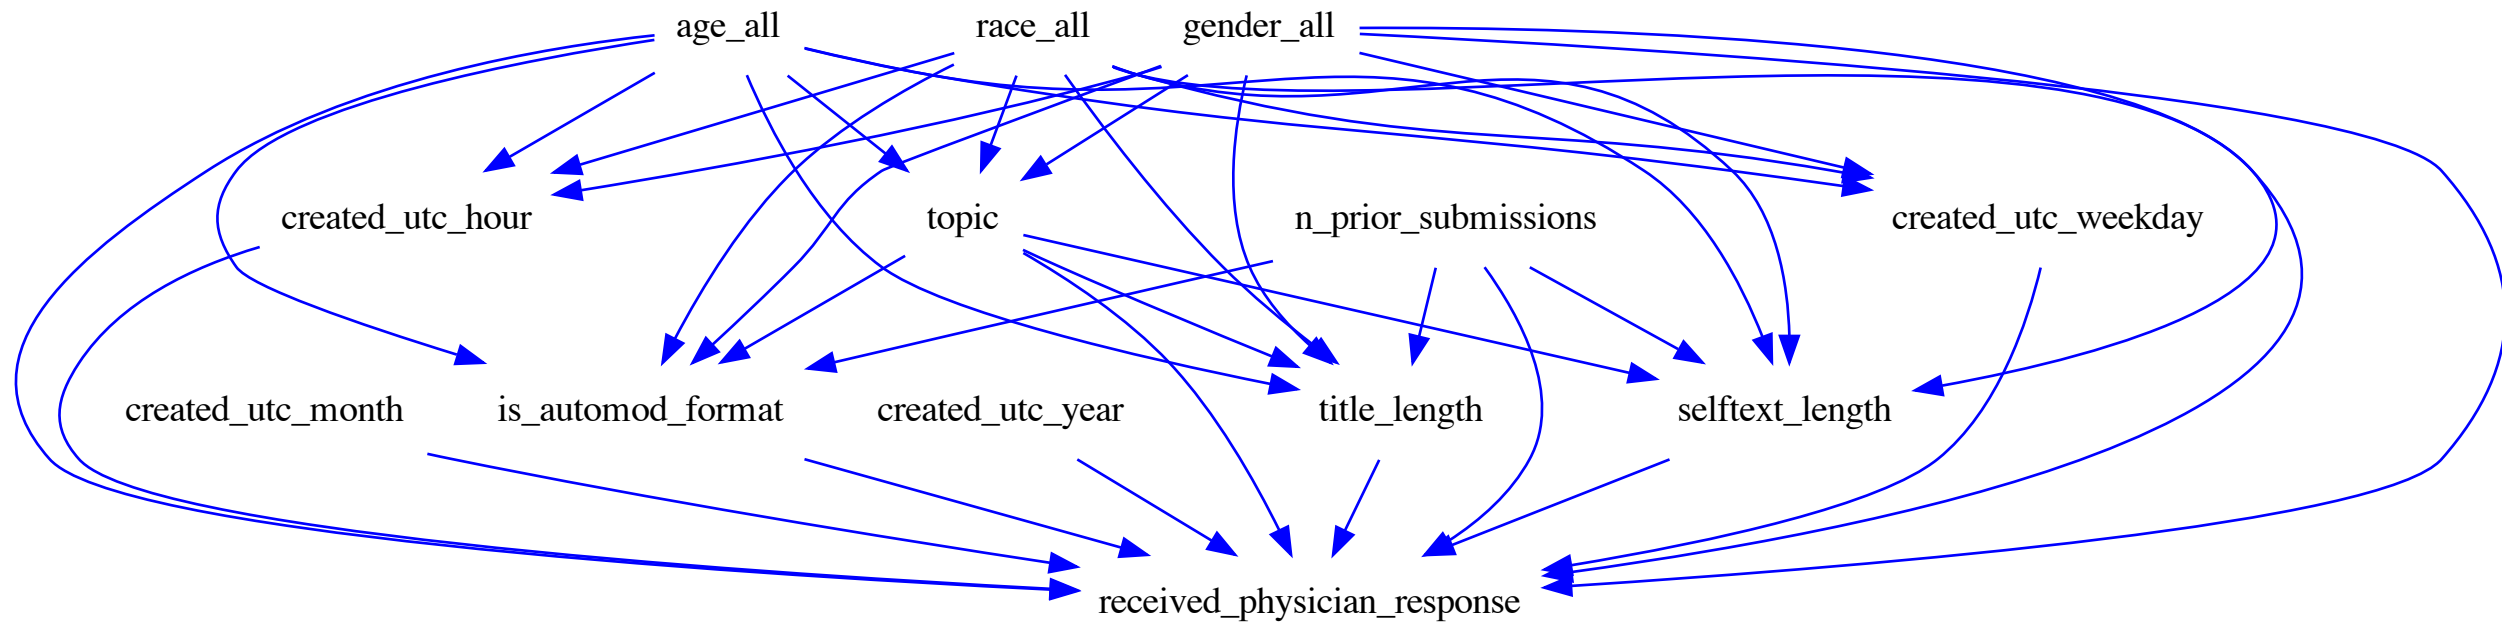 age_all race_all gender_all
created_utc_hour topic n_prior_submissions created_utc_weekday
created_utc_month is_automod_format created_utc_year title_length selftext_length
received_physician_response